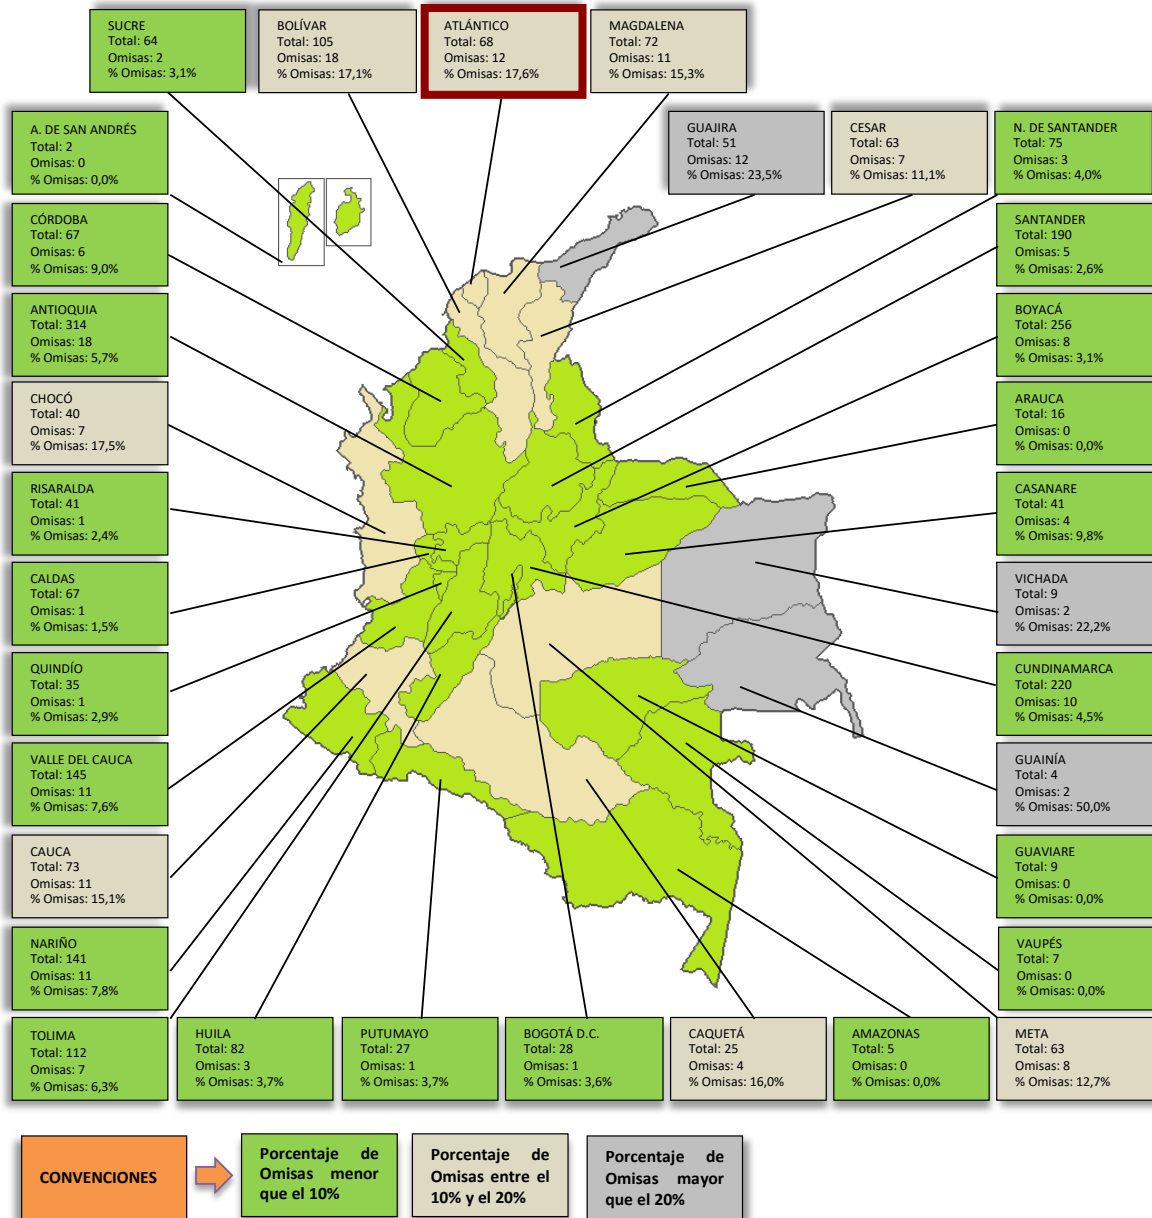 SUCRE
Total: 64
Omisas: 2
% Omisas: 3,1%
BOLÍVAR
Total: 105
Omisas: 18
% Omisas: 17,1%
ATLÁNTICO
Total: 68
Omisas: 12
% Omisas: 17,6%
MAGDALENA
Total: 72
Omisas: 11
% Omisas: 15,3%
A. DE SAN ANDRÉS
Total: 2
Omisas: 0
% Omisas: 0,0%
GUAJIRA
Total: 51
Omisas: 12
% Omisas: 23,5%
CESAR
Total: 63
Omisas: 7
% Omisas: 11,1%
N. DE SANTANDER
Total: 75
Omisas: 3
% Omisas: 4,0%
CÓRDOBA
Total: 67
Omisas: 6
% Omisas: 9,0%
SANTANDER
Total: 190
Omisas: 5
% Omisas: 2,6%
ANTIOQUIA
Total: 314
Omisas: 18
% Omisas: 5,7%
BOYACÁ
Total: 256
Omisas: 8
% Omisas: 3,1%
CHOCÓ
Total: 40
Omisas: 7
% Omisas: 17,5%
ARAUCA
Total: 16
Omisas: 0
% Omisas: 0,0%
RISARALDA
Total: 41
Omisas: 1
% Omisas: 2,4%
CASANARE
Total: 41
Omisas: 4
% Omisas: 9,8%
CALDAS
Total: 67
Omisas: 1
% Omisas: 1,5%
VICHADA
Total: 9
Omisas: 2
% Omisas: 22,2%
QUINDÍO
Total: 35
Omisas: 1
% Omisas: 2,9%
CUNDINAMARCA
Total: 220
Omisas: 10
% Omisas: 4,5%
VALLE DEL CAUCA
Total: 145
Omisas: 11
% Omisas: 7,6%
GUAINÍA
Total: 4
Omisas: 2
% Omisas: 50,0%
CAUCA
Total: 73
Omisas: 11
% Omisas: 15,1%
GUAVIARE
Total: 9
Omisas: 0
% Omisas: 0,0%
NARIÑO
Total: 141
Omisas: 11
% Omisas: 7,8%
VAUPÉS
Total: 7
Omisas: 0
% Omisas: 0,0%
TOLIMA
Total: 112
Omisas: 7
% Omisas: 6,3%
HUILA
Total: 82
Omisas: 3
% Omisas: 3,7%
PUTUMAYO
Total: 27
Omisas: 1
% Omisas: 3,7%
BOGOTÁ D.C.
Total: 28
Omisas: 1
% Omisas: 3,6%
CAQUETÁ
Total: 25
Omisas: 4
% Omisas: 16,0%
AMAZONAS
Total: 5
Omisas: 0
% Omisas: 0,0%
META
Total: 63
Omisas: 8
% Omisas: 12,7%
CONVENCIONES
Porcentaje de
Omisas menor
que el 10%
Porcentaje de
Omisas entre el
10% y el 20%
Porcentaje de
Omisas mayor
que el 20%